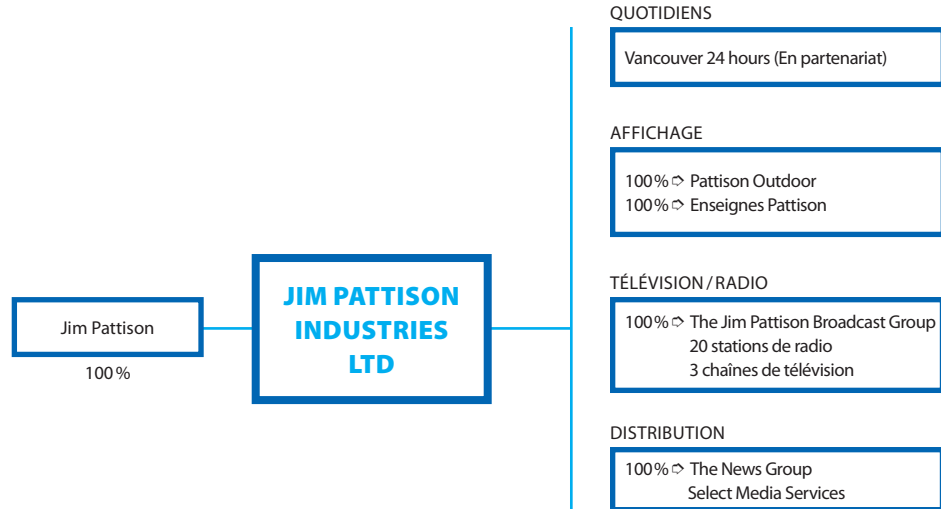 QUOTIDIENS
Vancouver 24 hours (En partenariat)
AFFICHAGE
100% ➪ Pattison Outdoor
100% ➪ Enseignes Pattison
TÉLÉVISION/RADIO
100% ➪ The Jim Pattison Broadcast Group
20 stations de radio
3 chaînes de télévision
DISTRIBUTION
100% ➪ The News Group
Select Media Services
JIM PATTISON
INDUSTRIES
LTD
Jim Pattison
100%